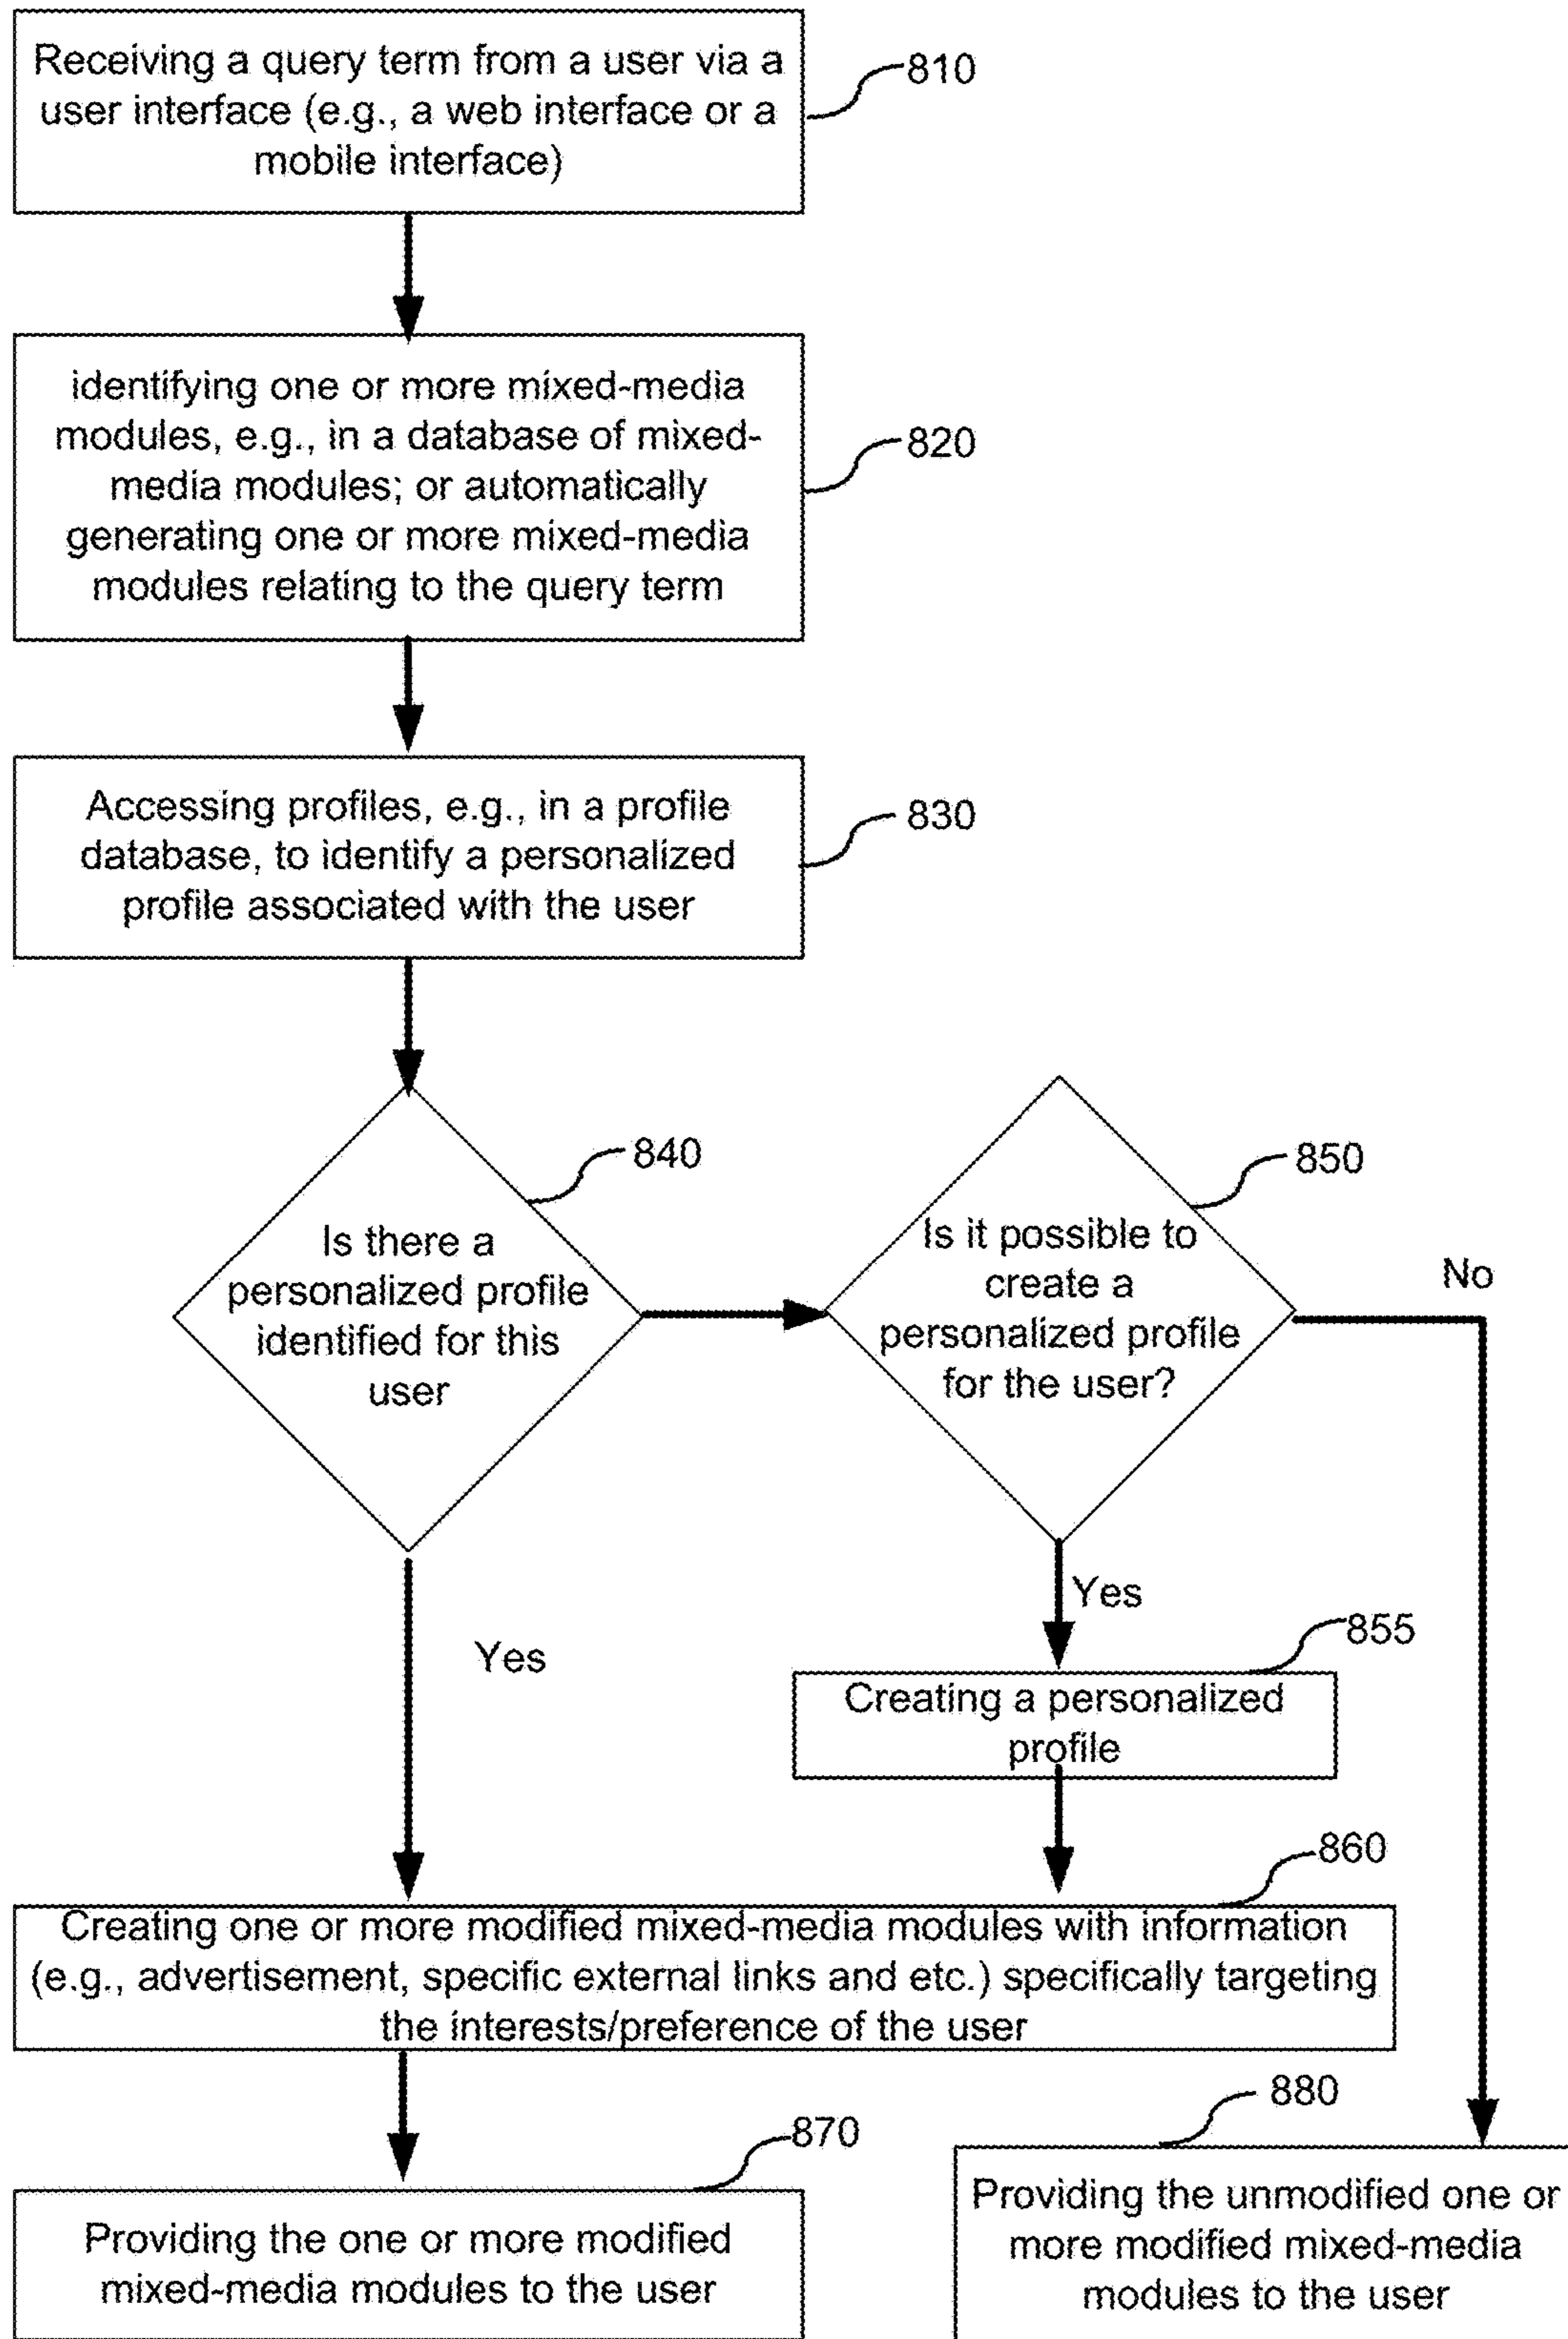 Receiving a query term from a user via a
user interface (e.g., a web interface or a
mobile interface)
810
identifying one or more mixed-media
modules, e.g., in a database of mixed-
media modules; or automatically
generating one or more mixed-media
modules relating to the query term
820
Accessing profiles, e.g., in a profile
database, to identify a personalized
profile associated with the user
830
840
Is there a
personalized profile
identified for this
user
850
Is it possible to
create a
personalized profile
for the user?
No
Yes
Yes
855
Creating a personalized
profile
860
Creating one or more modified mixed-media modules with information
(e.g., advertisement, specific external links and etc.) specifically targeting
the interests/preference of the user
870
Providing the one or more modified
mixed-media modules to the user
880
Providing the unmodified one or
more modified mixed-media
modules to the user